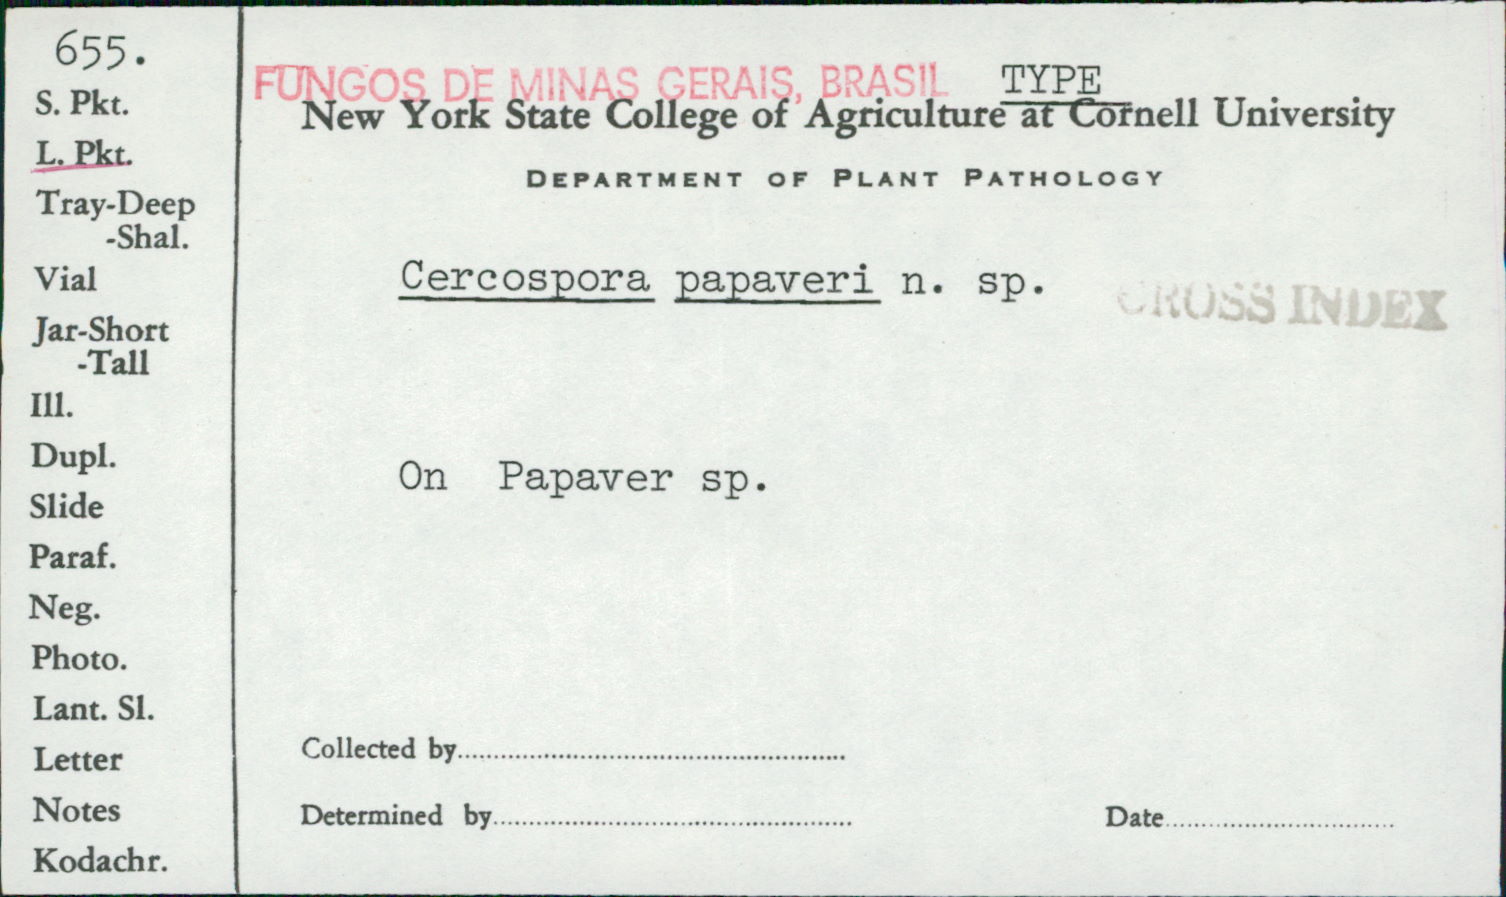 655.
S. Pkt.
L. Pkt.
Tray-Deep
-Shal.
Vial
Jar-Short
-Tall
Ill.
Dupl.
Slide
Paraf.
Neg.
Photo.
Lant. Sl.
Letter
Notes
Kodachr.
FUNGOS DE MINAS GERAIS, BRASIL TYPE
New York State College of Agriculture at Cornell University
DEPARTMENT OF PLANT PATHOLOGY
Cercospora papaveri n. sp.
CROSS INDEX
On Papaver sp.
Collected by
Determined by
Date